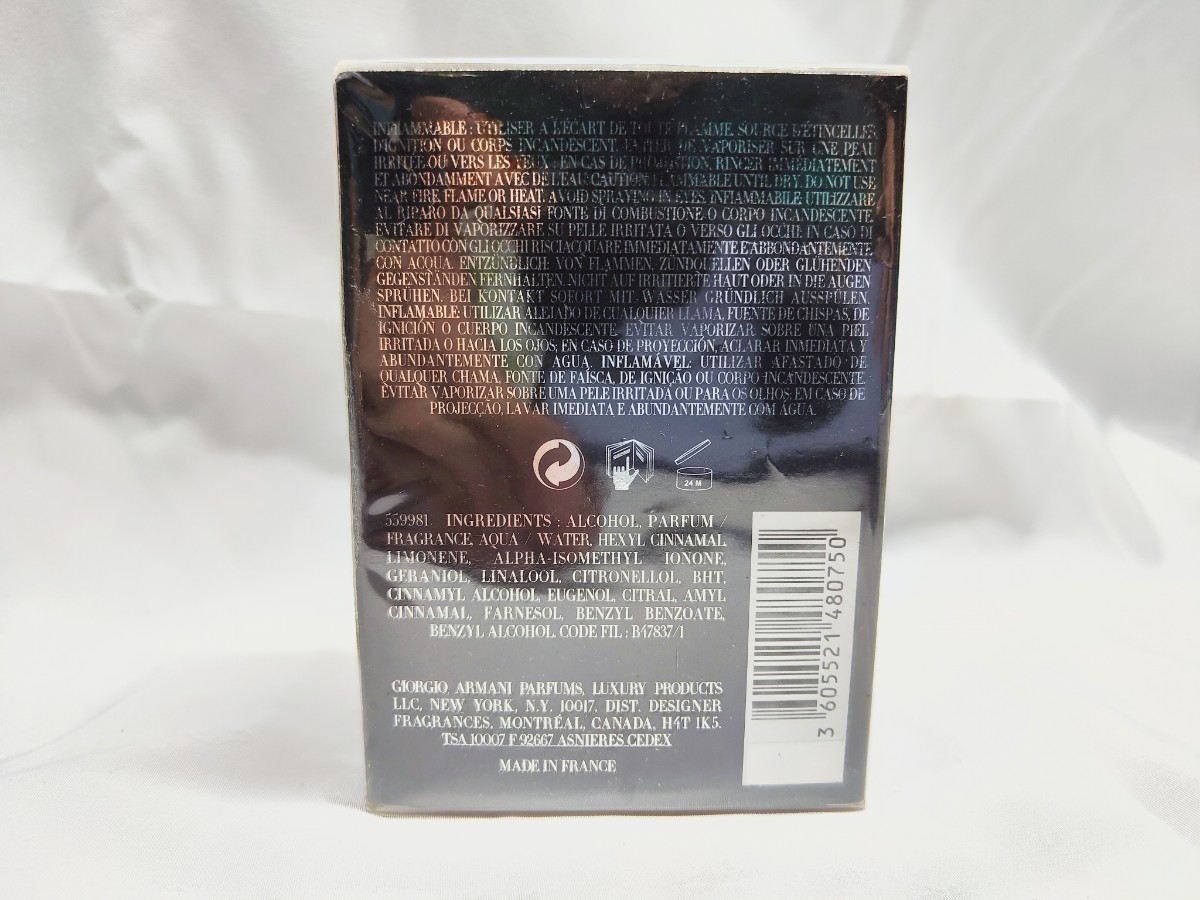 INFLAMMABLE : UTILISER A L'ÉCART DE TOUTE FLAMME, SOURCE D'ÉTINCELLE
D'IGNITION OU CORPS INCANDESCENT. EVITER DE VAPORISER SUR UNE PEAU
IRRITÉE OU VERS LES YEUX : EN CAS DE PROJECTION, RINCER IMMÉDIATEMENT
ET ABONDAMMENT AVEC DE L'EAU. CAUTION: FLAMMABLE UNTIL DRY. DO NOT USE
NEAR FIRE, FLAME OR HEAT. AVOID SPRAYING IN EYES. INFIAMMABILE: UTILIZZARE
AL RIPARO DA QUALSIASI FONTE DI COMBUSTIONE O CORPO INCANDESCENTE.
EVITARE DI VAPORIZZARE SU PELLE IRRITATA O VERSO GLI OCCHI: IN CASO DI
CONTATTO CON GLI OCCHI RISCIACQUARE IMMEDIATAMENTE E ABBONDANTEMENTE
CON ACQUA. ENTZÜNDLICH: VON FLAMMEN, ZÜNDQUELLEN ODER GLÜHENDEN
GEGENSTÄNDEN FERNHALTEN. NICHT AUF IRRITIERTE HAUT ODER IN DIE AUGEN
SPRÜHEN. BEI KONTAKT SOFORT MIT WASSER GRÜNDLICH AUSSPÜLEN.
INFLAMABLE: UTILIZAR ALEJADO DE CUALQUIER LLAMA, FUENTE DE CHISPAS, DE
IGNICIÓN O CUERPO INCANDESCENTE. EVITAR VAPORIZAR SOBRE UNA PIEL
IRRITADA O HACIA LOS OJOS; EN CASO DE PROYECCIÓN, ACLARAR INMEDIATA Y
ABUNDANTEMENTE CON AGUA. INFLAMÁVEL: UTILIZAR AFASTADO DE
QUALQUER CHAMA, FONTE DE FAÍSCA, DE IGNIÇÃO OU CORPO INCANDESCENTE.
EVITAR VAPORIZAR SOBRE UMA PELE IRRITADA OU PARA OS OLHOS; EM CASO DE
PROJECÇÃO, LAVAR IMEDIATA E ABUNDANTEMENTE COM ÁGUA.
24 M
559981 INGREDIENTS : ALCOHOL, PARFUM /
FRAGRANCE, AQUA / WATER, HEXYL CINNAMAL,
LIMONENE, ALPHA-ISOMETHYL IONONE,
GERANIOL, LINALOOL, CITRONELLOL, BHT,
CINNAMYL ALCOHOL, EUGENOL, CITRAL, AMYL
CINNAMAL, FARNESOL, BENZYL BENZOATE,
BENZYL ALCOHOL. CODE FIL : B47837/1
GIORGIO ARMANI PARFUMS, LUXURY PRODUCTS
LLC, NEW YORK, N.Y. 10017, DIST. DESIGNER
FRAGRANCES, MONTRÉAL, CANADA, H4T 1K5.
TSA 10007 F 92667 ASNIERES CEDEX
MADE IN FRANCE
3 605521 480750